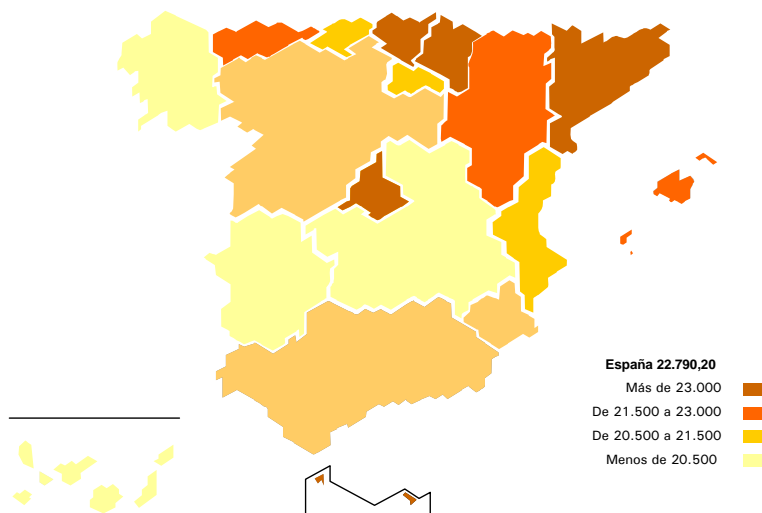 España 22.790,20
Más de 23.000
De 21.500 a 23.000
De 20.500 a 21.500
Menos de 20.500